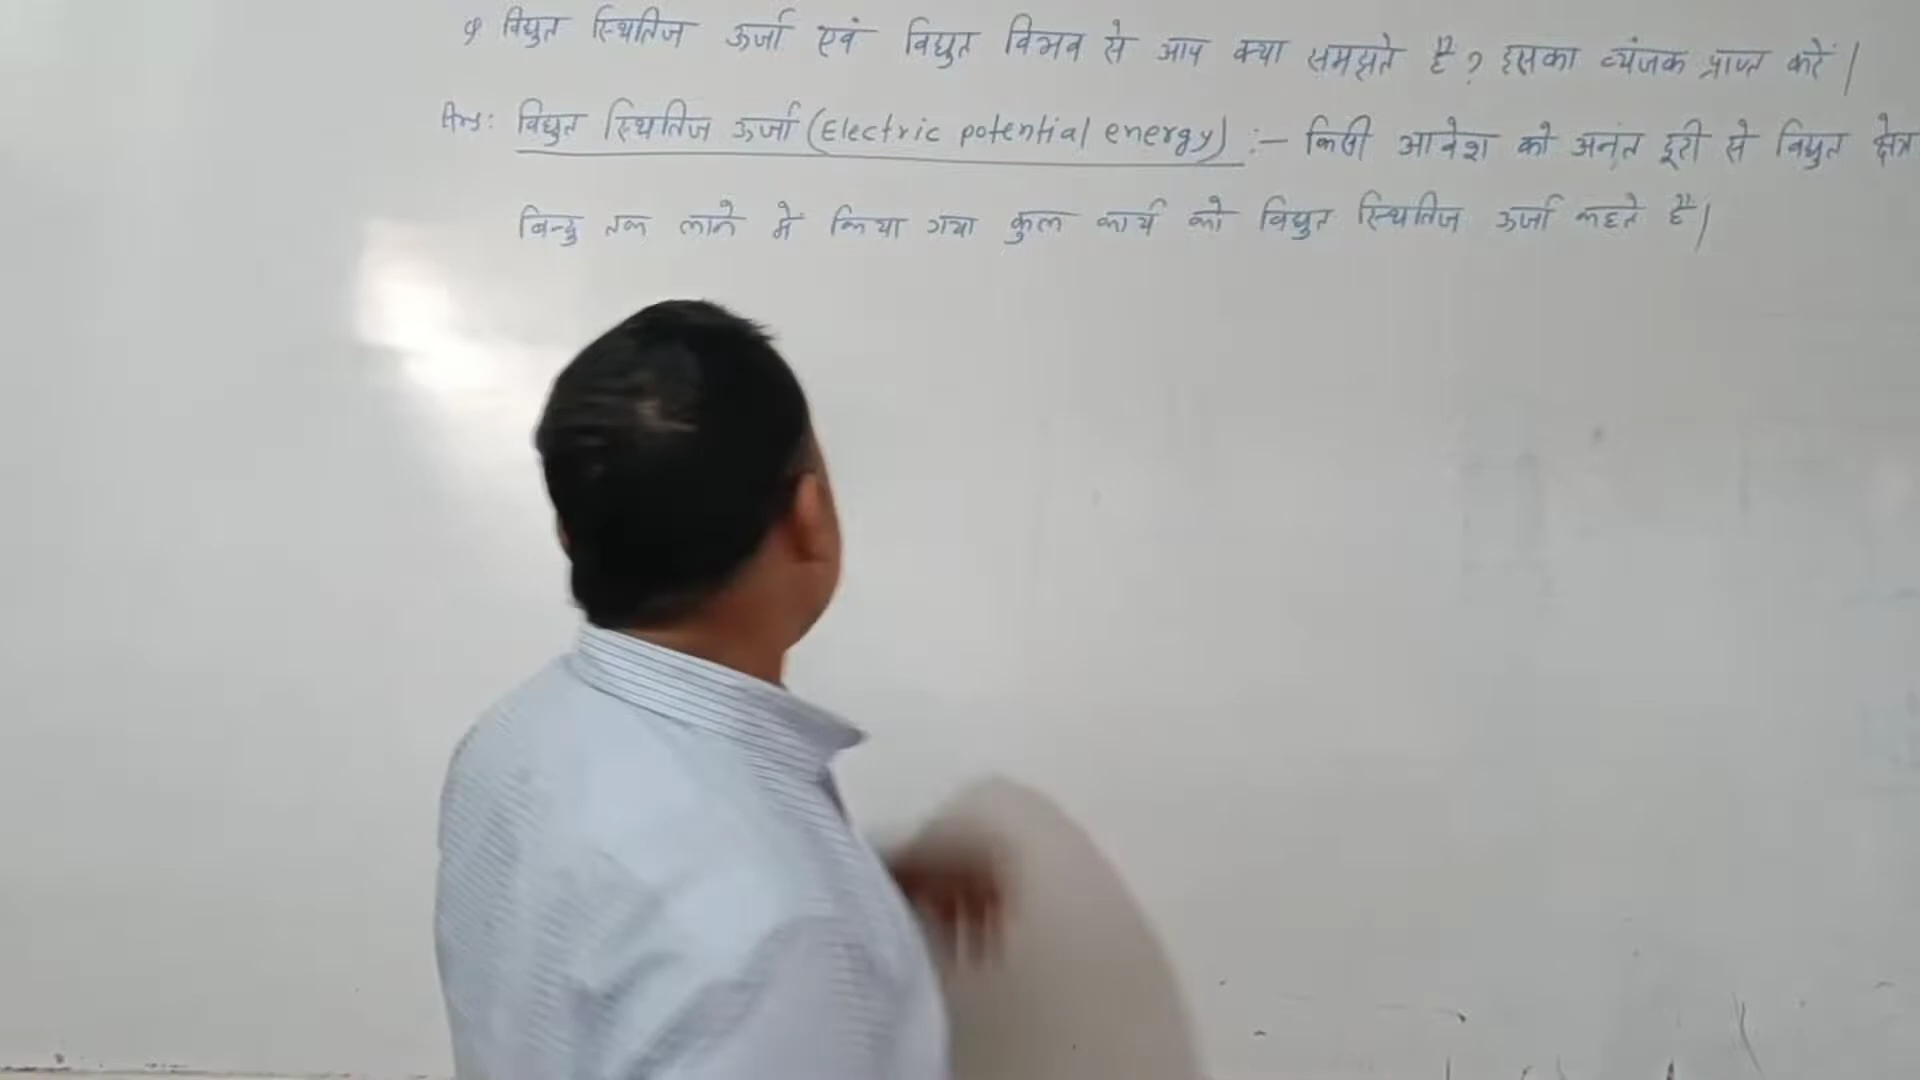 Q विद्युत स्थितिज ऊर्जा एवं विद्युत विभव से आप क्या समझते हैं? इसका व्यंजक प्राप्त करें|
Ans: विद्युत स्थितिज ऊर्जा (Electric potential energy) :- किसी आवेश को अनंत दूरी से विद्युत क्षेत्र
बिन्दु तक लाने में किया गया कुल कार्य को विद्युत स्थितिज ऊर्जा कहते हैं|